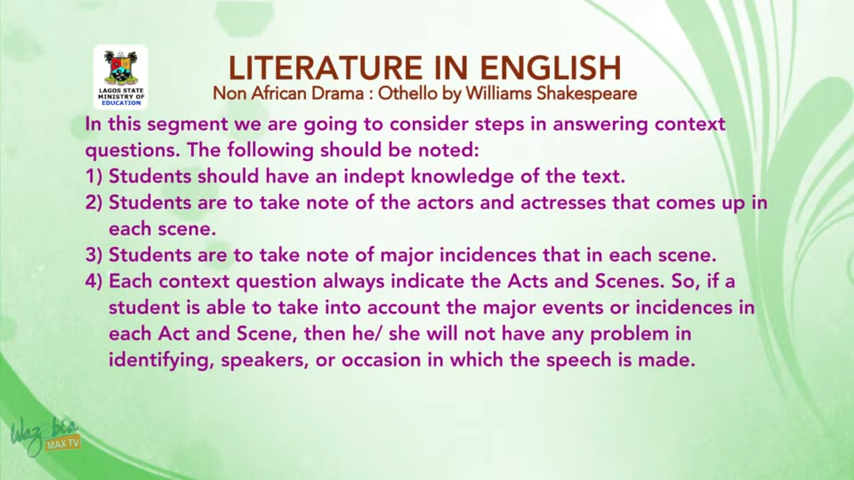 LITERATURE IN ENGLISH
Non African Drama : Othello by Williams Shakespeare
LAGOS STATE
MINISTRY OF
EDUCATION
In this segment we are going to consider steps in answering context
questions. The following should be noted:
1) Students should have an indept knowledge of the text.
2) Students are to take note of the actors and actresses that comes up in
each scene.
3) Students are to take note of major incidences that in each scene.
4) Each context question always indicate the Acts and Scenes. So, if a
student is able to take into account the major events or incidences in
each Act and Scene, then he/ she will not have any problem in
identifying, speakers, or occasion in which the speech is made.
Wazobia
MAX TV